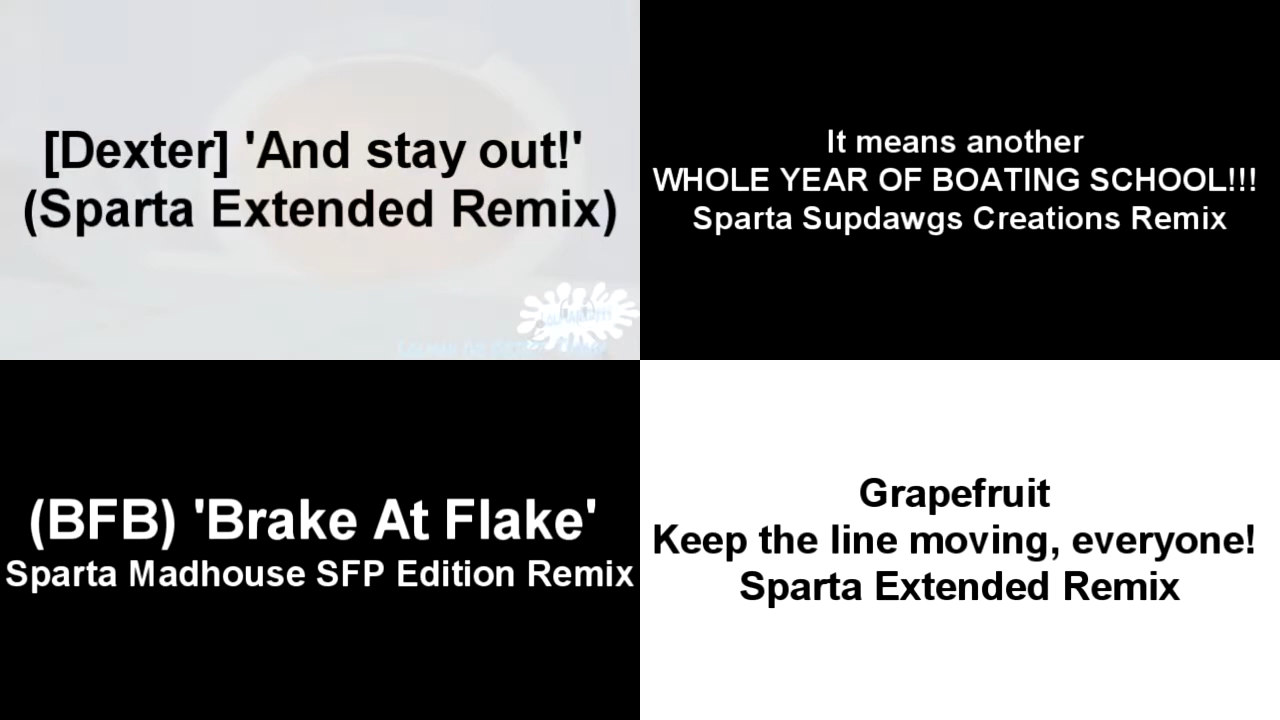 [Dexter] 'And stay out!'
(Sparta Extended Remix)
It means another
WHOLE YEAR OF BOATING SCHOOL!!!
Sparta Supdawgs Creations Remix
(BFB) 'Brake At Flake'
Sparta Madhouse SFP Edition Remix
Grapefruit
Keep the line moving, everyone!
Sparta Extended Remix